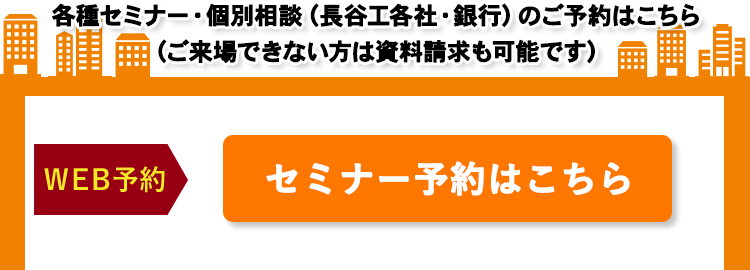 各種セミナー・個別相談（長谷工各社・銀行）のご予約はこちら
（ご来場できない方は資料請求も可能です）
WEB予約
セミナー予約はこちら